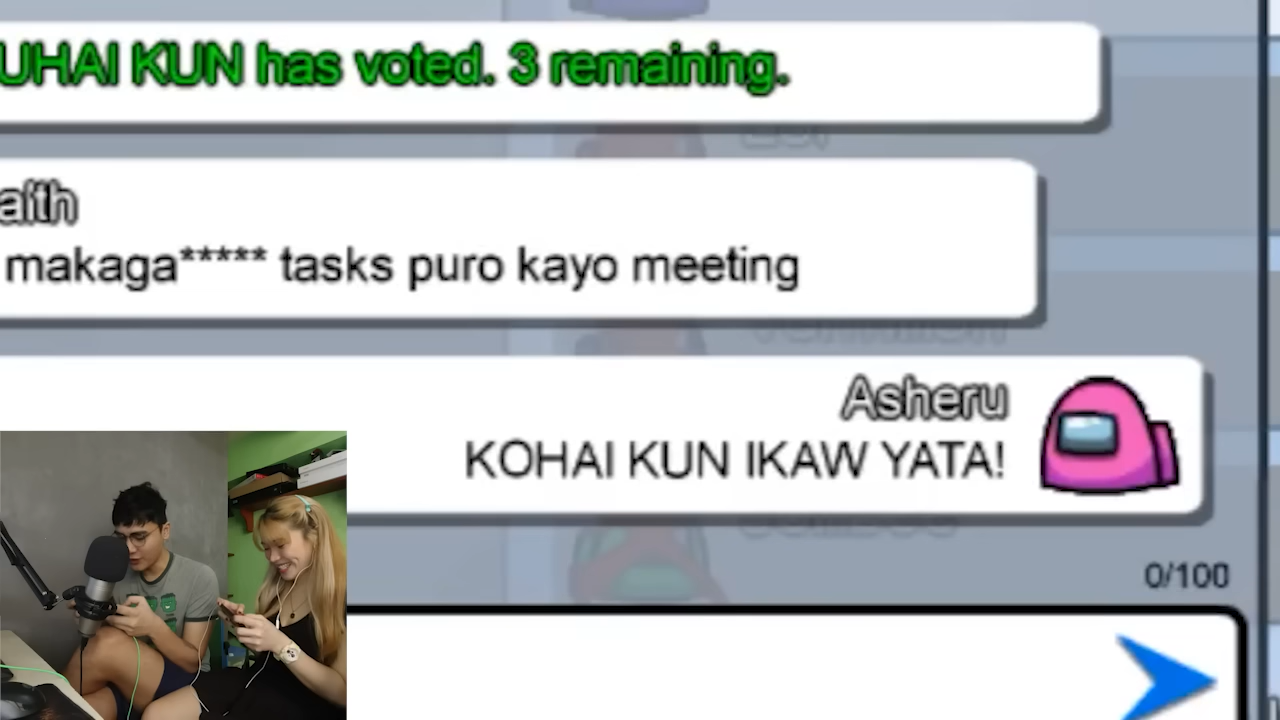 UHAI KUN has voted. 3 remaining.
aith
makaga***** tasks puro kayo meeting
Asheru
KOHAI KUN IKAW YATA!
0/100